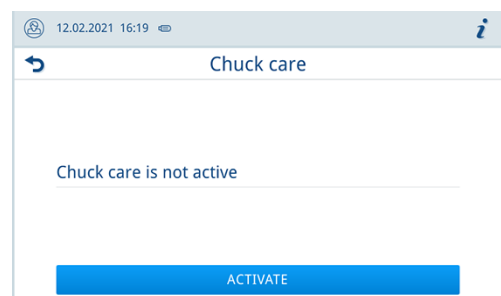 12.02.2021 16:19
i
Chuck care
Chuck care is not active
ACTIVATE